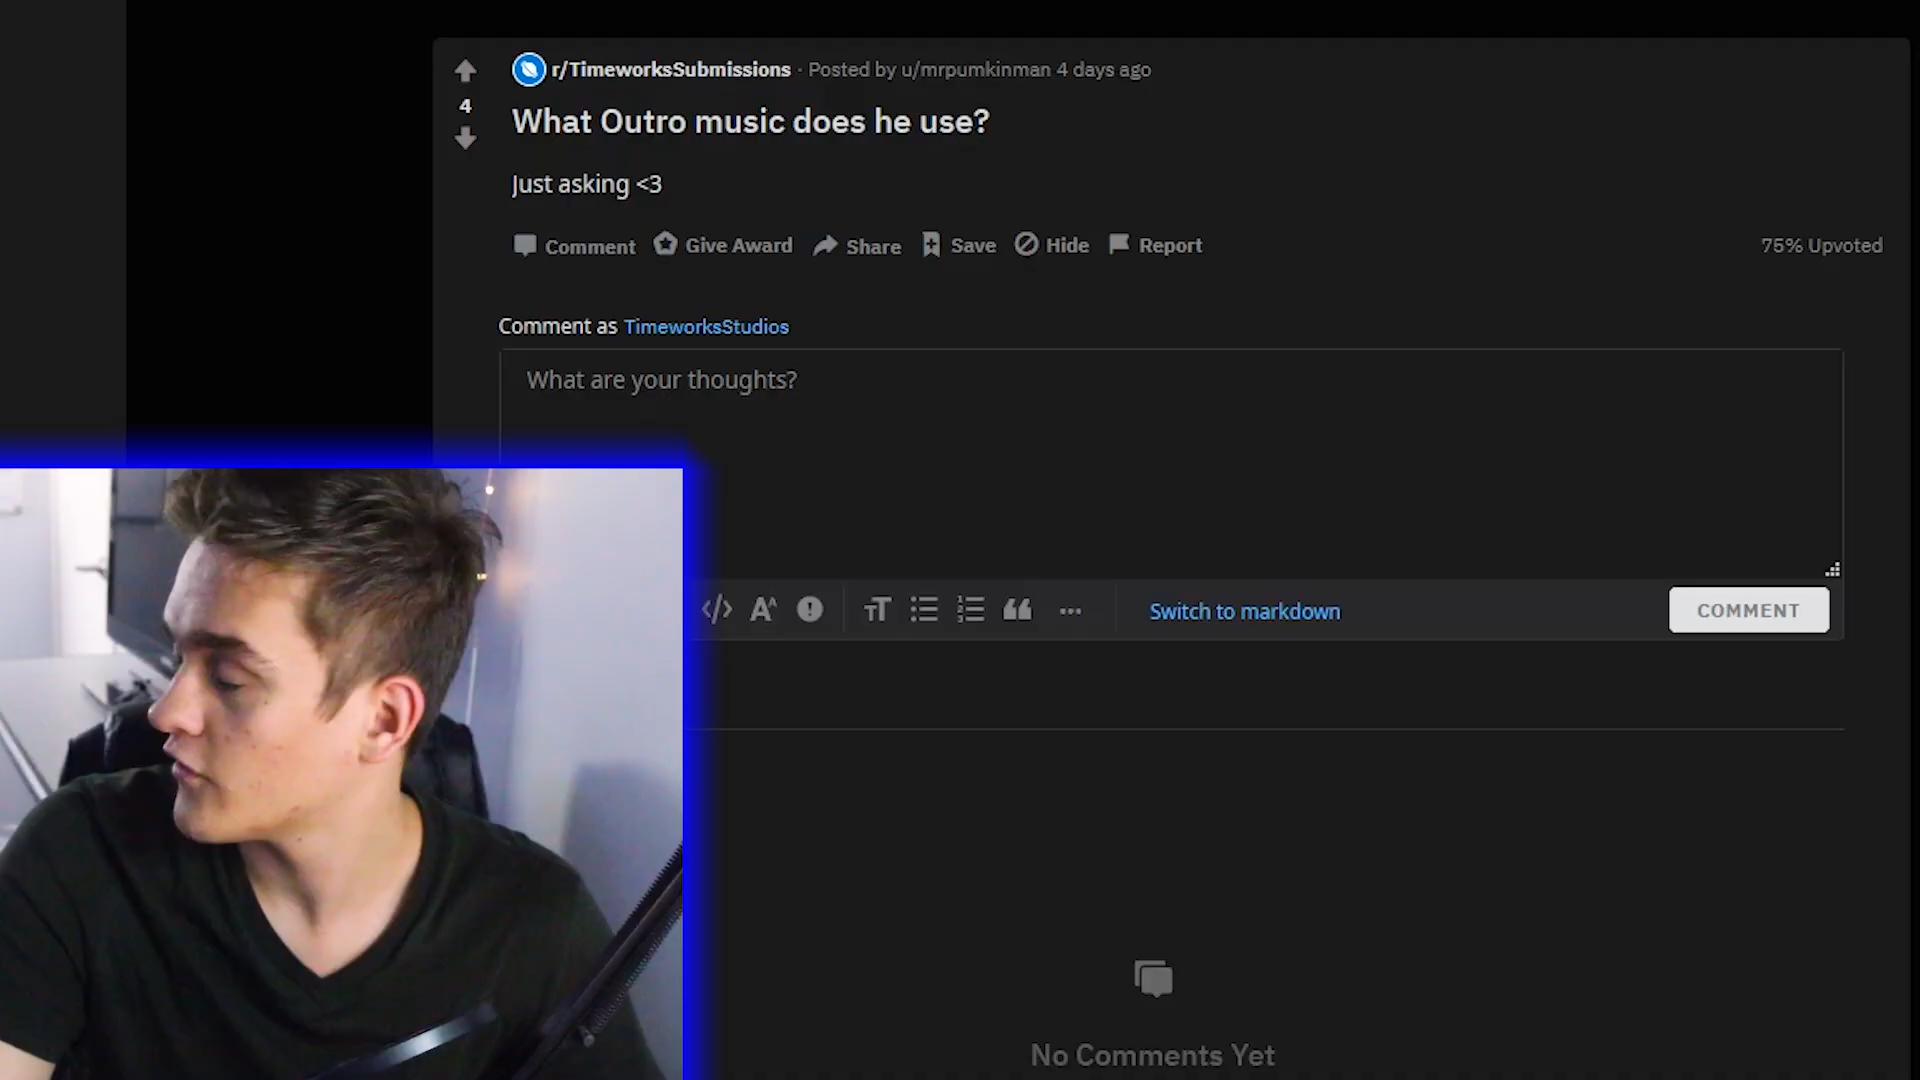 r/TimeworksSubmissions · Posted by u/mrpumkinman 4 days ago
4
What Outro music does he use?
Just asking <3
Comment Give Award Share Save Hide Report 75% Upvoted
Comment as TimeworksStudios
What are your thoughts?
Switch to markdown COMMENT
No Comments Yet